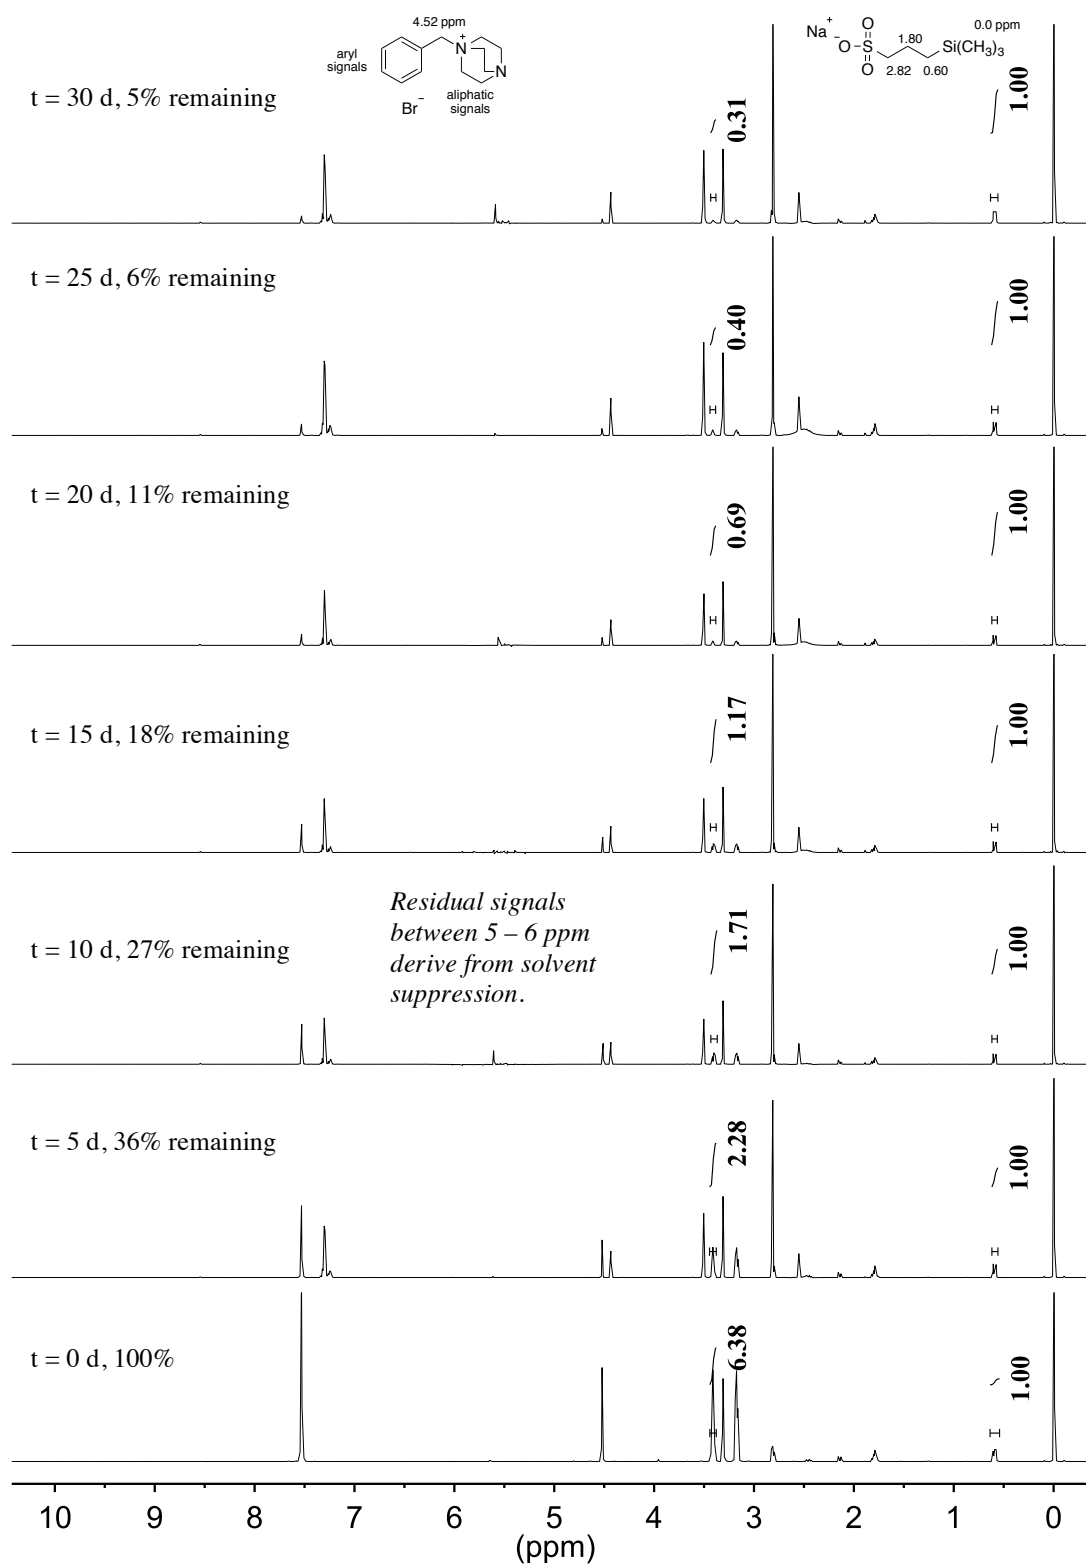 4.52 ppm
aryl
signals
N
+
N
Br−
aliphatic
signals
Na+
−O
S
O
O
1.80
2.82
0.60
Si(CH3)3
0.0 ppm
t = 30 d, 5% remaining
0.31
1.00
t = 25 d, 6% remaining
0.40
1.00
t = 20 d, 11% remaining
0.69
1.00
t = 15 d, 18% remaining
1.17
1.00
Residual signals
between 5 – 6 ppm
derive from solvent
suppression.
t = 10 d, 27% remaining
1.71
1.00
t = 5 d, 36% remaining
2.28
1.00
t = 0 d, 100%
6.38
1.00
10 9 8 7 6 5 4 3 2 1 0
(ppm)